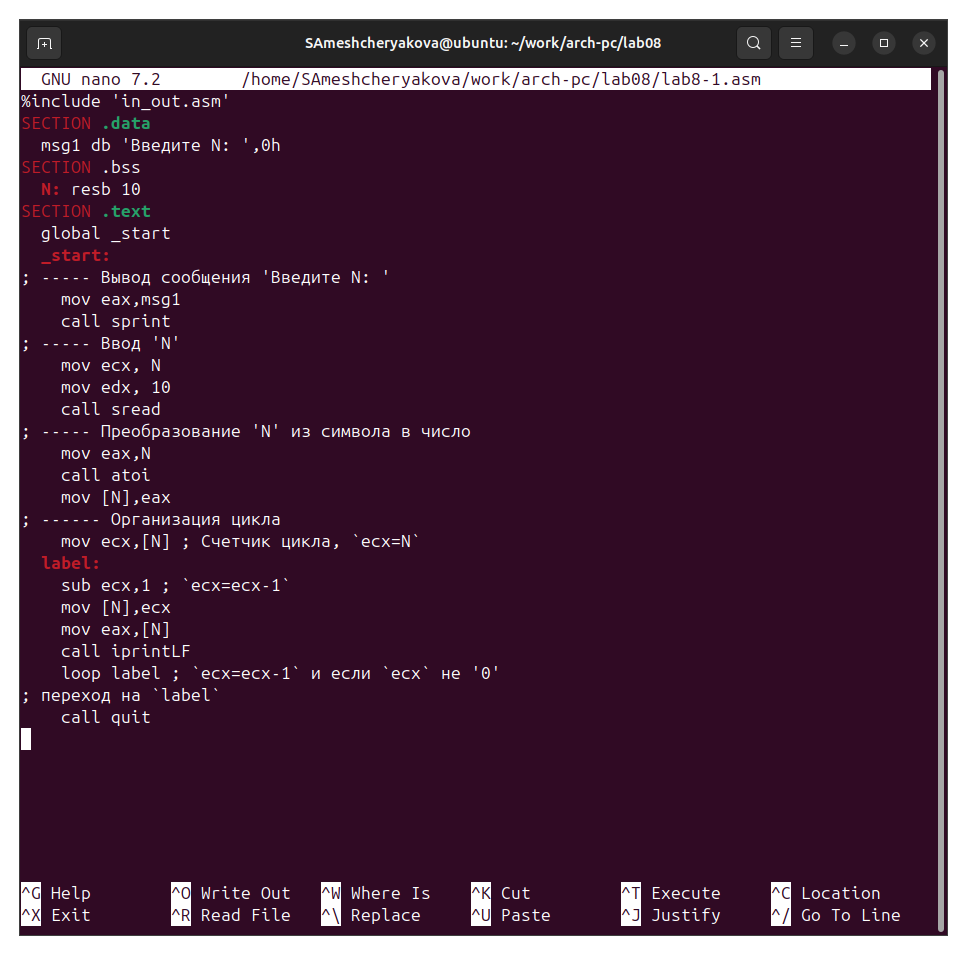 SAmeshcheryakova@ubuntu: ~/work/arch-pc/lab08
GNU nano 7.2 /home/SAmeshcheryakova/work/arch-pc/lab08/lab8-1.asm
%include 'in_out.asm'
SECTION .data
  msg1 db 'Введите N: ',0h
SECTION .bss
  N: resb 10
SECTION .text
  global _start
  _start:
; ----- Вывод сообщения 'Введите N: '
    mov eax,msg1
    call sprint
; ----- Ввод 'N'
    mov ecx, N
    mov edx, 10
    call sread
; ----- Преобразование 'N' из символа в число
    mov eax,N
    call atoi
    mov [N],eax
; ------ Организация цикла
    mov ecx,[N] ; Счетчик цикла, `ecx=N`
  label:
    sub ecx,1 ; `ecx=ecx-1`
    mov [N],ecx
    mov eax,[N]
    call iprintLF
    loop label ; `ecx=ecx-1` и если `ecx` не '0'
; переход на `label`
    call quit
^G Help ^O Write Out ^W Where Is ^K Cut ^T Execute ^C Location
^X Exit ^R Read File ^\ Replace ^U Paste ^J Justify ^/ Go To Line